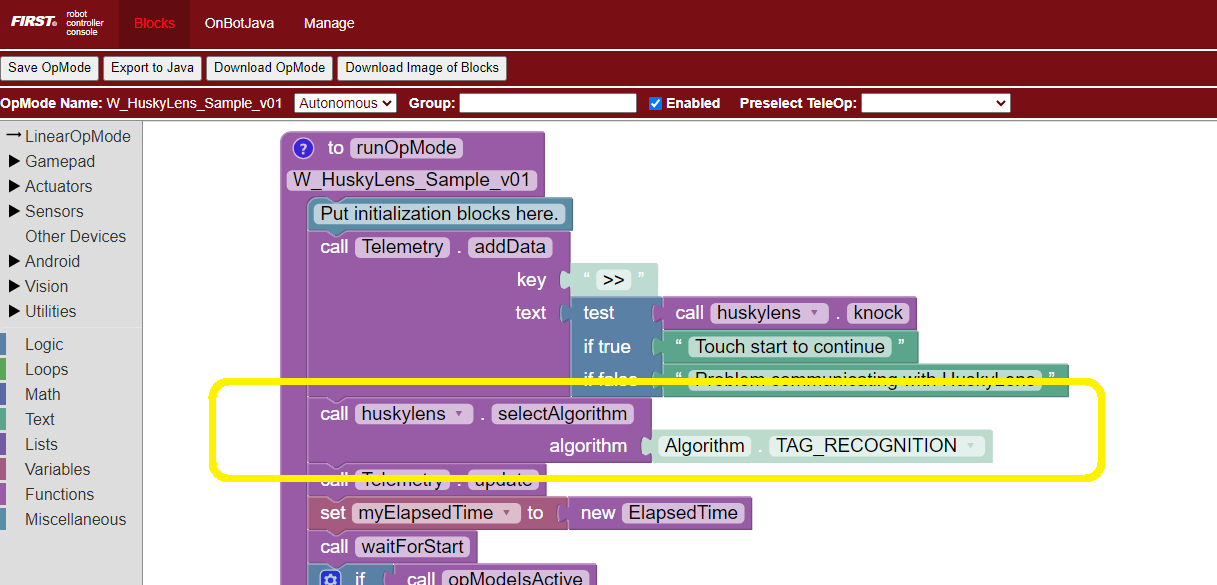 FIRST. robot controller console Blocks OnBotJava Manage
Save OpMode Export to Java Download OpMode Download Image of Blocks
OpMode Name: W_HuskyLens_Sample_v01 Autonomous Group: Enabled Preselect TeleOp:
LinearOpMode
Gamepad
Actuators
Sensors
Other Devices
Android
Vision
Utilities
Logic
Loops
Math
Text
Lists
Variables
Functions
Miscellaneous
? to runOpMode
W_HuskyLens_Sample_v01
Put initialization blocks here.
call Telemetry . addData
key “ >> ”
text test call huskylens . knock
if true “ Touch start to continue ”
if false “ Problem communicating with HuskyLens ”
call huskylens . selectAlgorithm
algorithm Algorithm . TAG_RECOGNITION
call Telemetry . update
set myElapsedTime to new ElapsedTime
call waitForStart
if call opModeIsActive